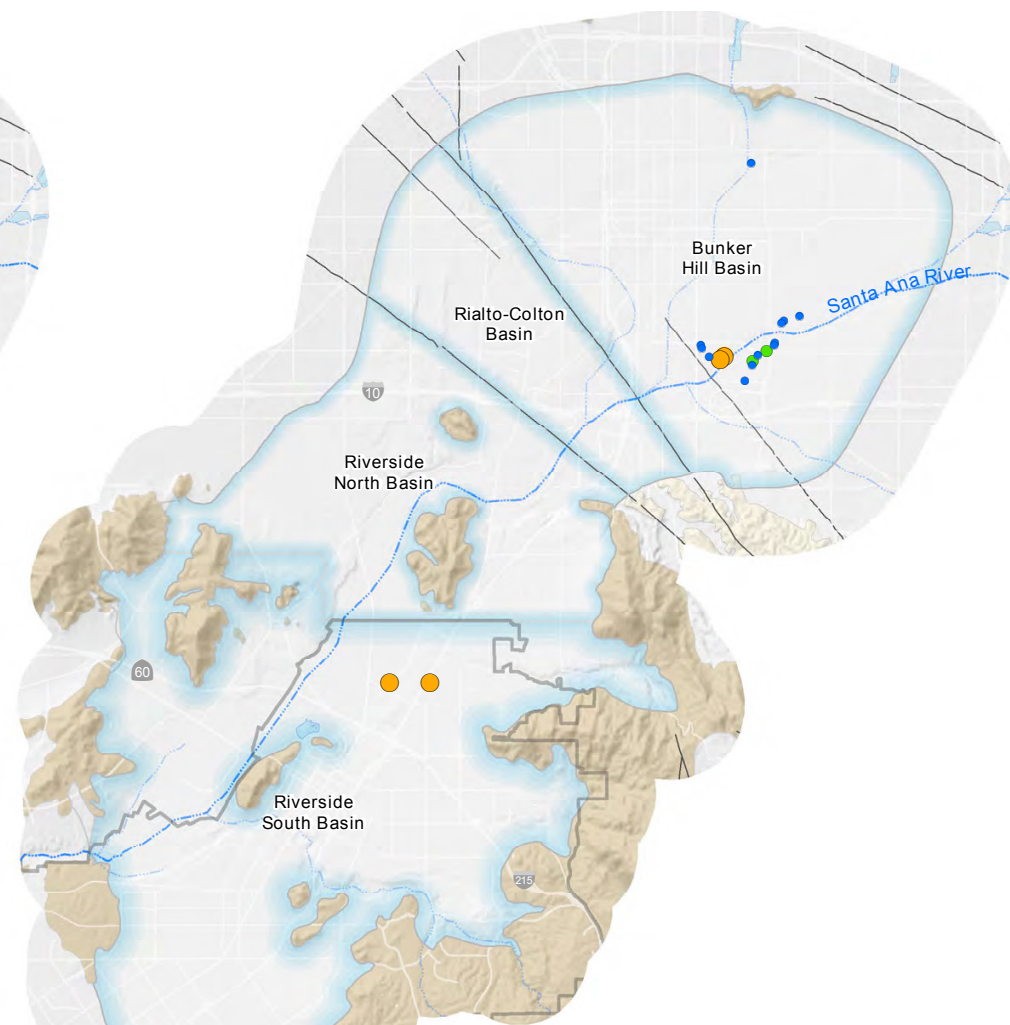 Bunker
Hill Basin
Santa Ana River
Rialto-Colton
Basin
10
Riverside
North Basin
60
Riverside
South Basin
215